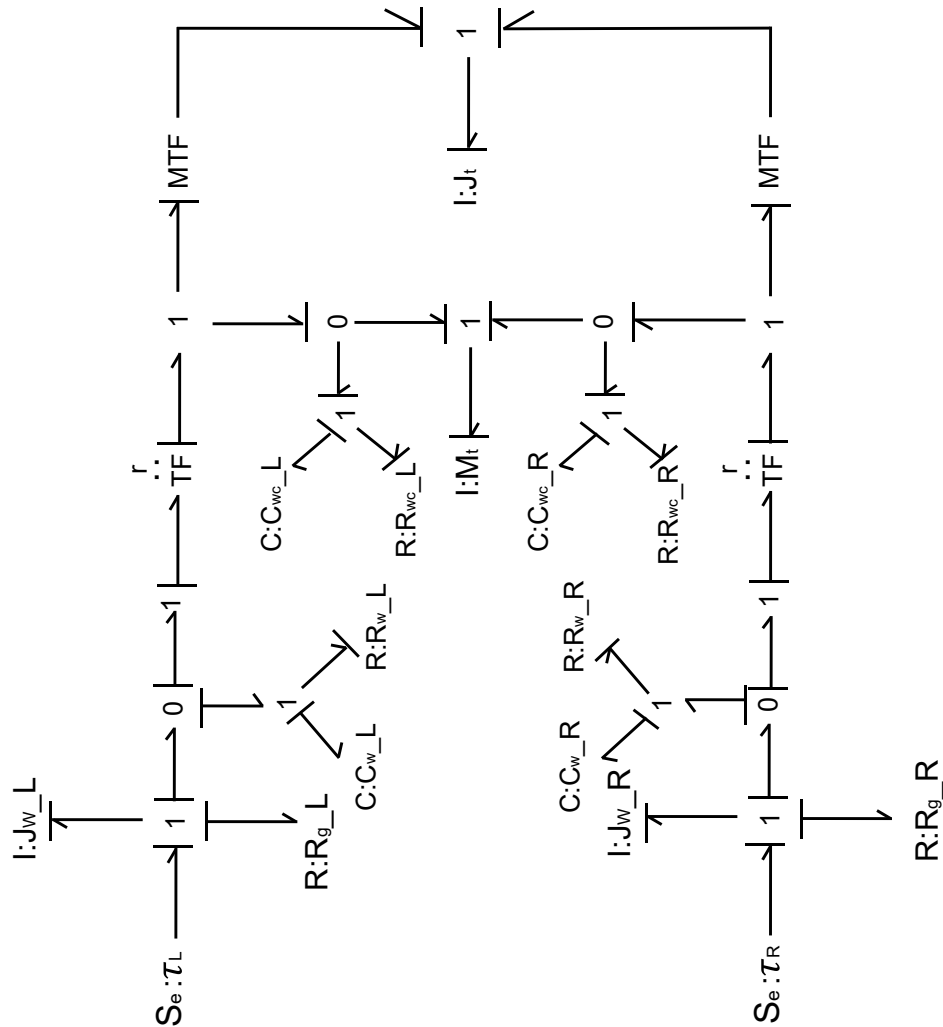 MTF
1
I:Jt
MTF
1
0
1
0
1
I:Mt
1
C:Cwc_L
R:Rwc_L
1
C:Cwc_R
R:Rwc_R
r
TF
r
TF
1
1
R:Rw_L
1
C:Cw_L
R:Rw_R
1
C:Cw_R
0
0
I:JW_L
1
R:Rg_L
I:JW_R
1
R:Rg_R
Se:τL
Se:τR